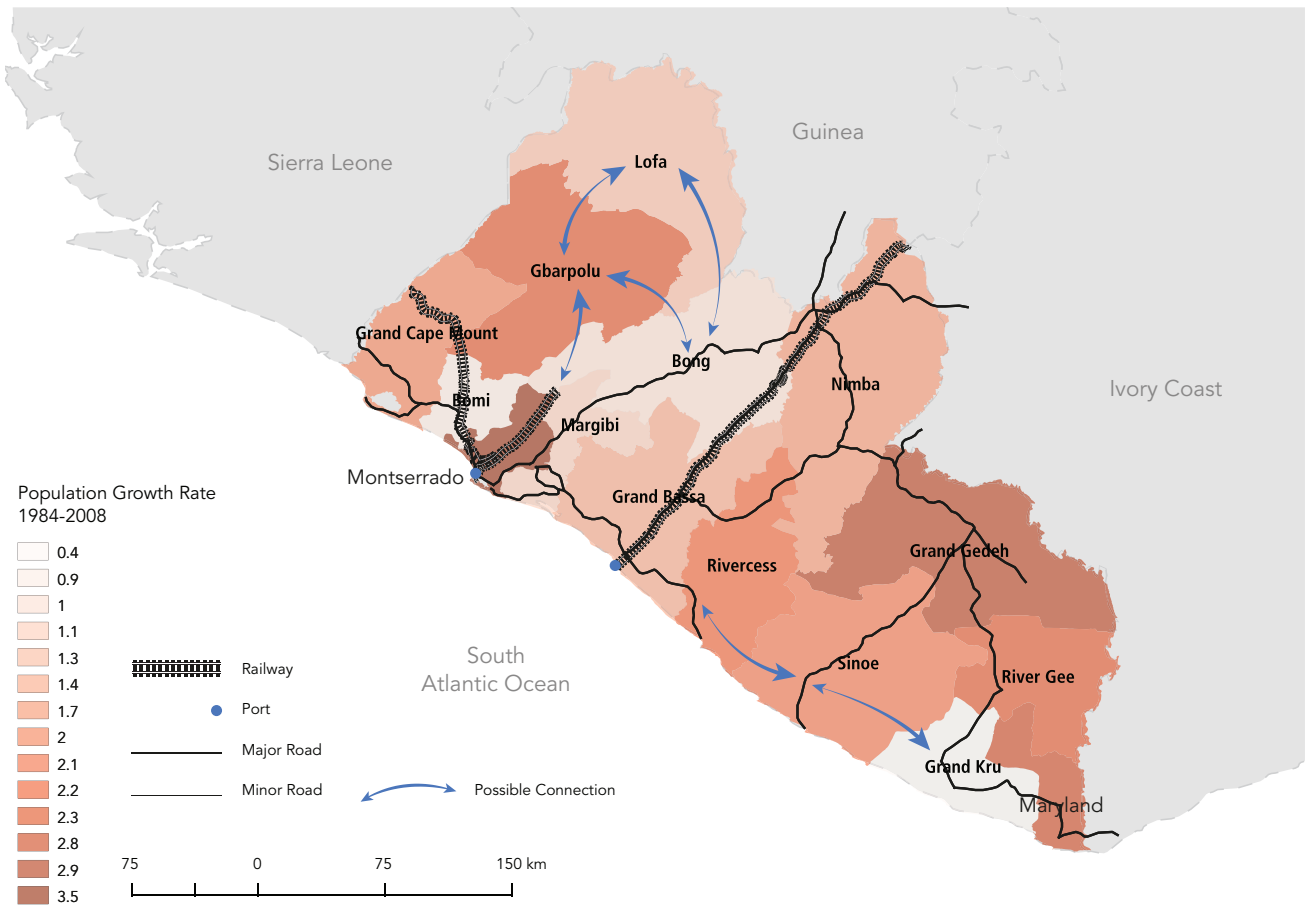 Guinea
Sierra Leone
Lofa
Gbarpolu
Grand Cape Mount
Bong
Nimba
Ivory Coast
Bomi
Margibi
Montserrado
Grand Bassa
Grand Gedeh
Rivercess
Sinoe
River Gee
Grand Kru
Maryland
South
Atlantic Ocean
Population Growth Rate
1984-2008
0.4
0.9
1
1.1
1.3
1.4
1.7
2
2.1
2.2
2.3
2.8
2.9
3.5
Railway
Port
Major Road
Minor Road
Possible Connection
75 0 75 150 km